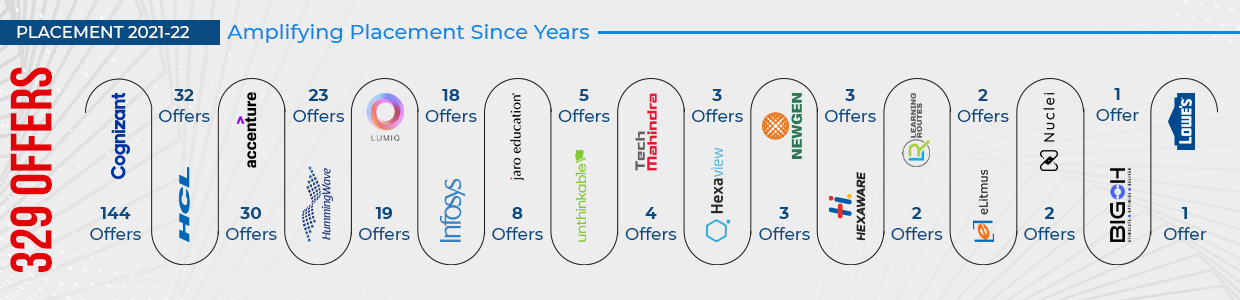 PLACEMENT 2021-22
Amplifying Placement Since Years
329 OFFERS
Cognizant
144
Offers
32
Offers
HCL
accenture
30
Offers
23
Offers
HummingWave
LUMIQ
19
Offers
18
Offers
Infosys
jaro education
8
Offers
5
Offers
unthinkable
Tech
Mahindra
4
Offers
3
Offers
Hexaview
NEWGEN
3
Offers
3
Offers
Hi.
HEXAWARE
LR
LEARNING
ROUTES
2
Offers
2
Offers
eLitmus
Nuclei
2
Offers
1
Offer
BIGOH
LOWE'S
1
Offer